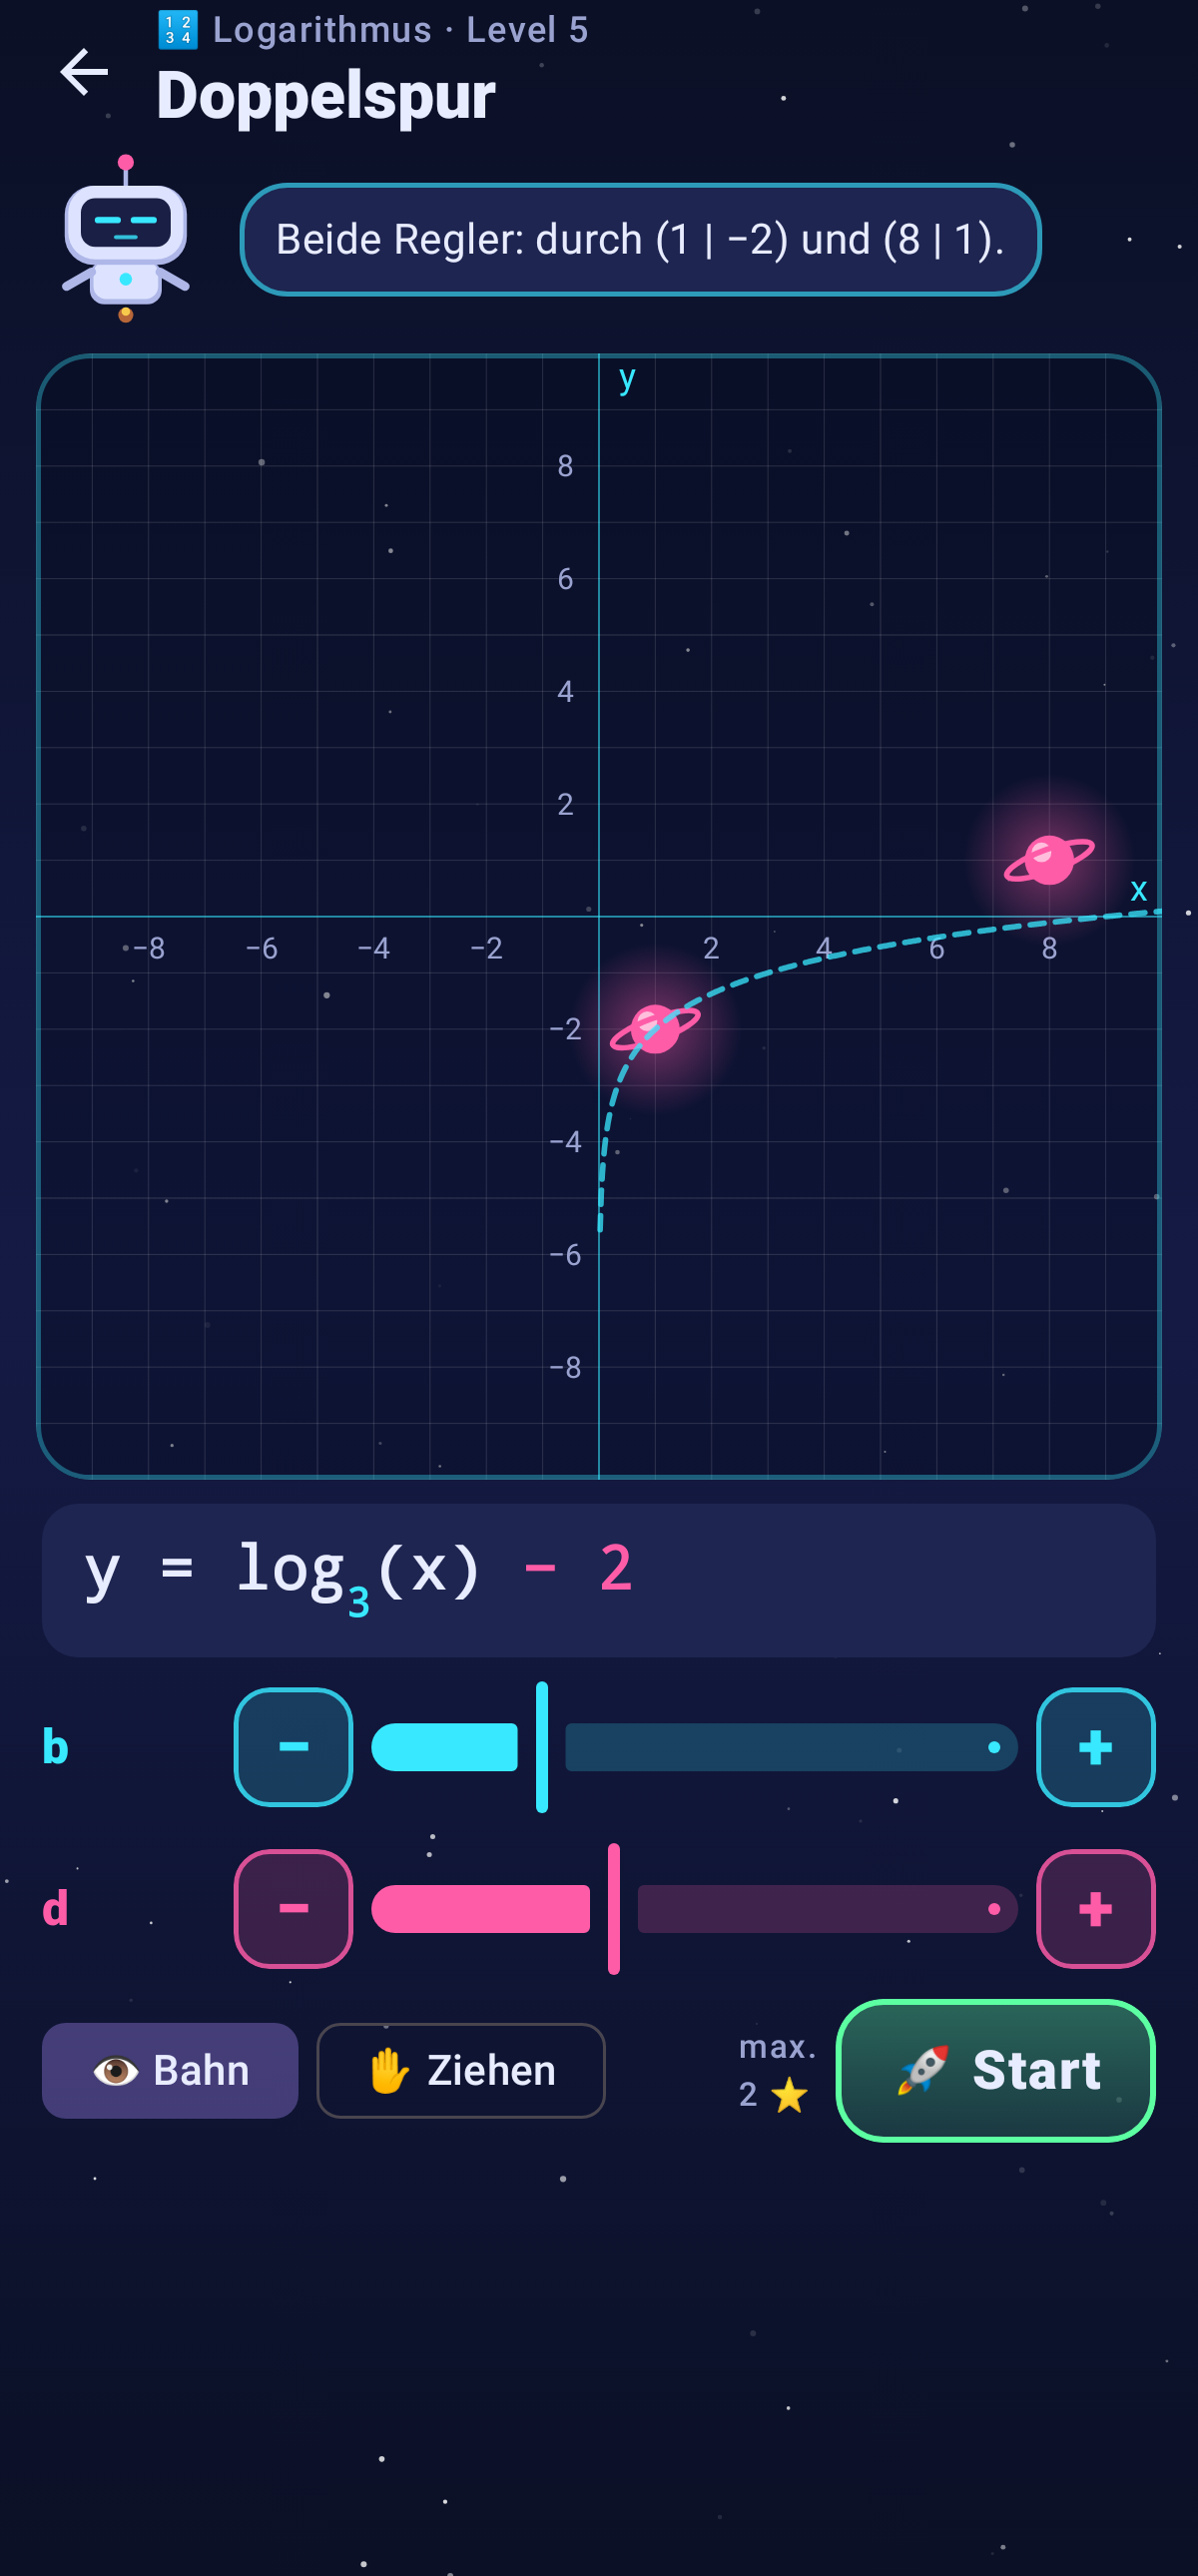 🔢 Logarithmus · Level 5
Doppelspur
Beide Regler: durch (1 | −2) und (8 | 1).
y
8
6
4
2
x
−8 −6 −4 −2 2 4 6 8
−2
−4
−6
−8
y = log₃(x) − 2
b − +
d − +
👁️ Bahn ✋ Ziehen max. 2 ⭐ 🚀 Start